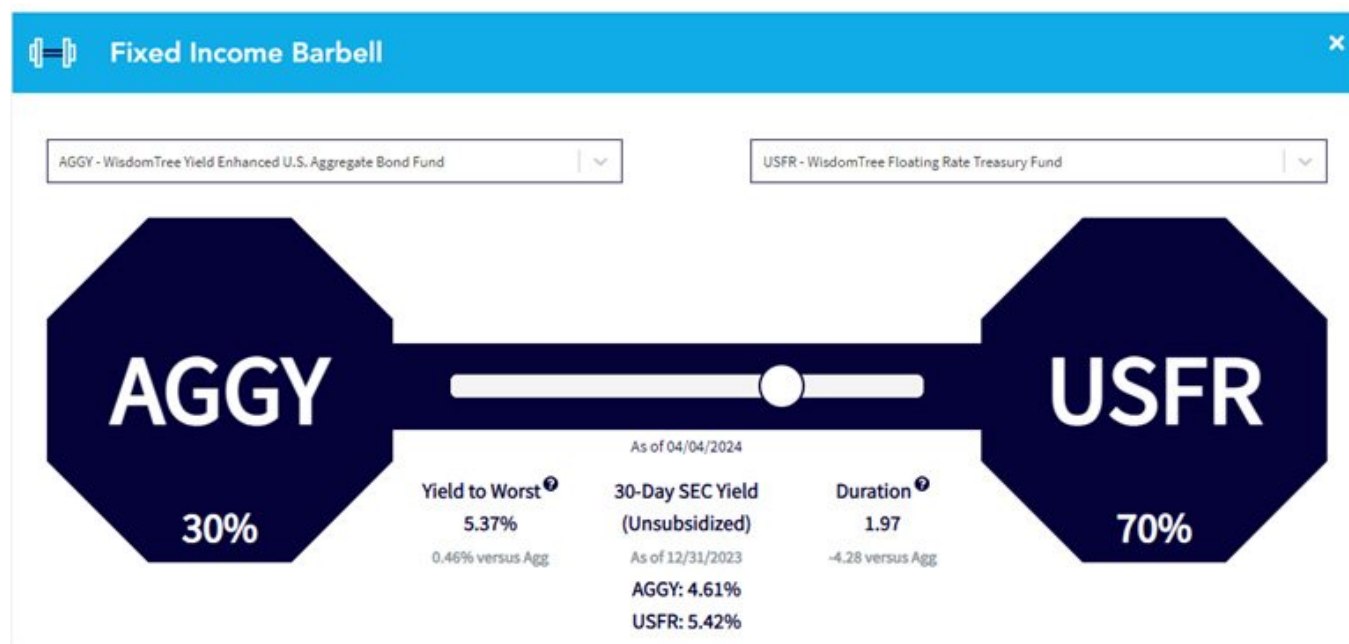 Fixed Income Barbell
AGGY - WisdomTree Yield Enhanced U.S. Aggregate Bond Fund
USFR - WisdomTree Floating Rate Treasury Fund
AGGY
30%
USFR
70%
As of 04/04/2024
Yield to Worst
5.37%
0.46% versus Agg
30-Day SEC Yield
(Unsubsidized)
As of 12/31/2023
AGGY: 4.61%
USFR: 5.42%
Duration
1.97
-4.28 versus Agg